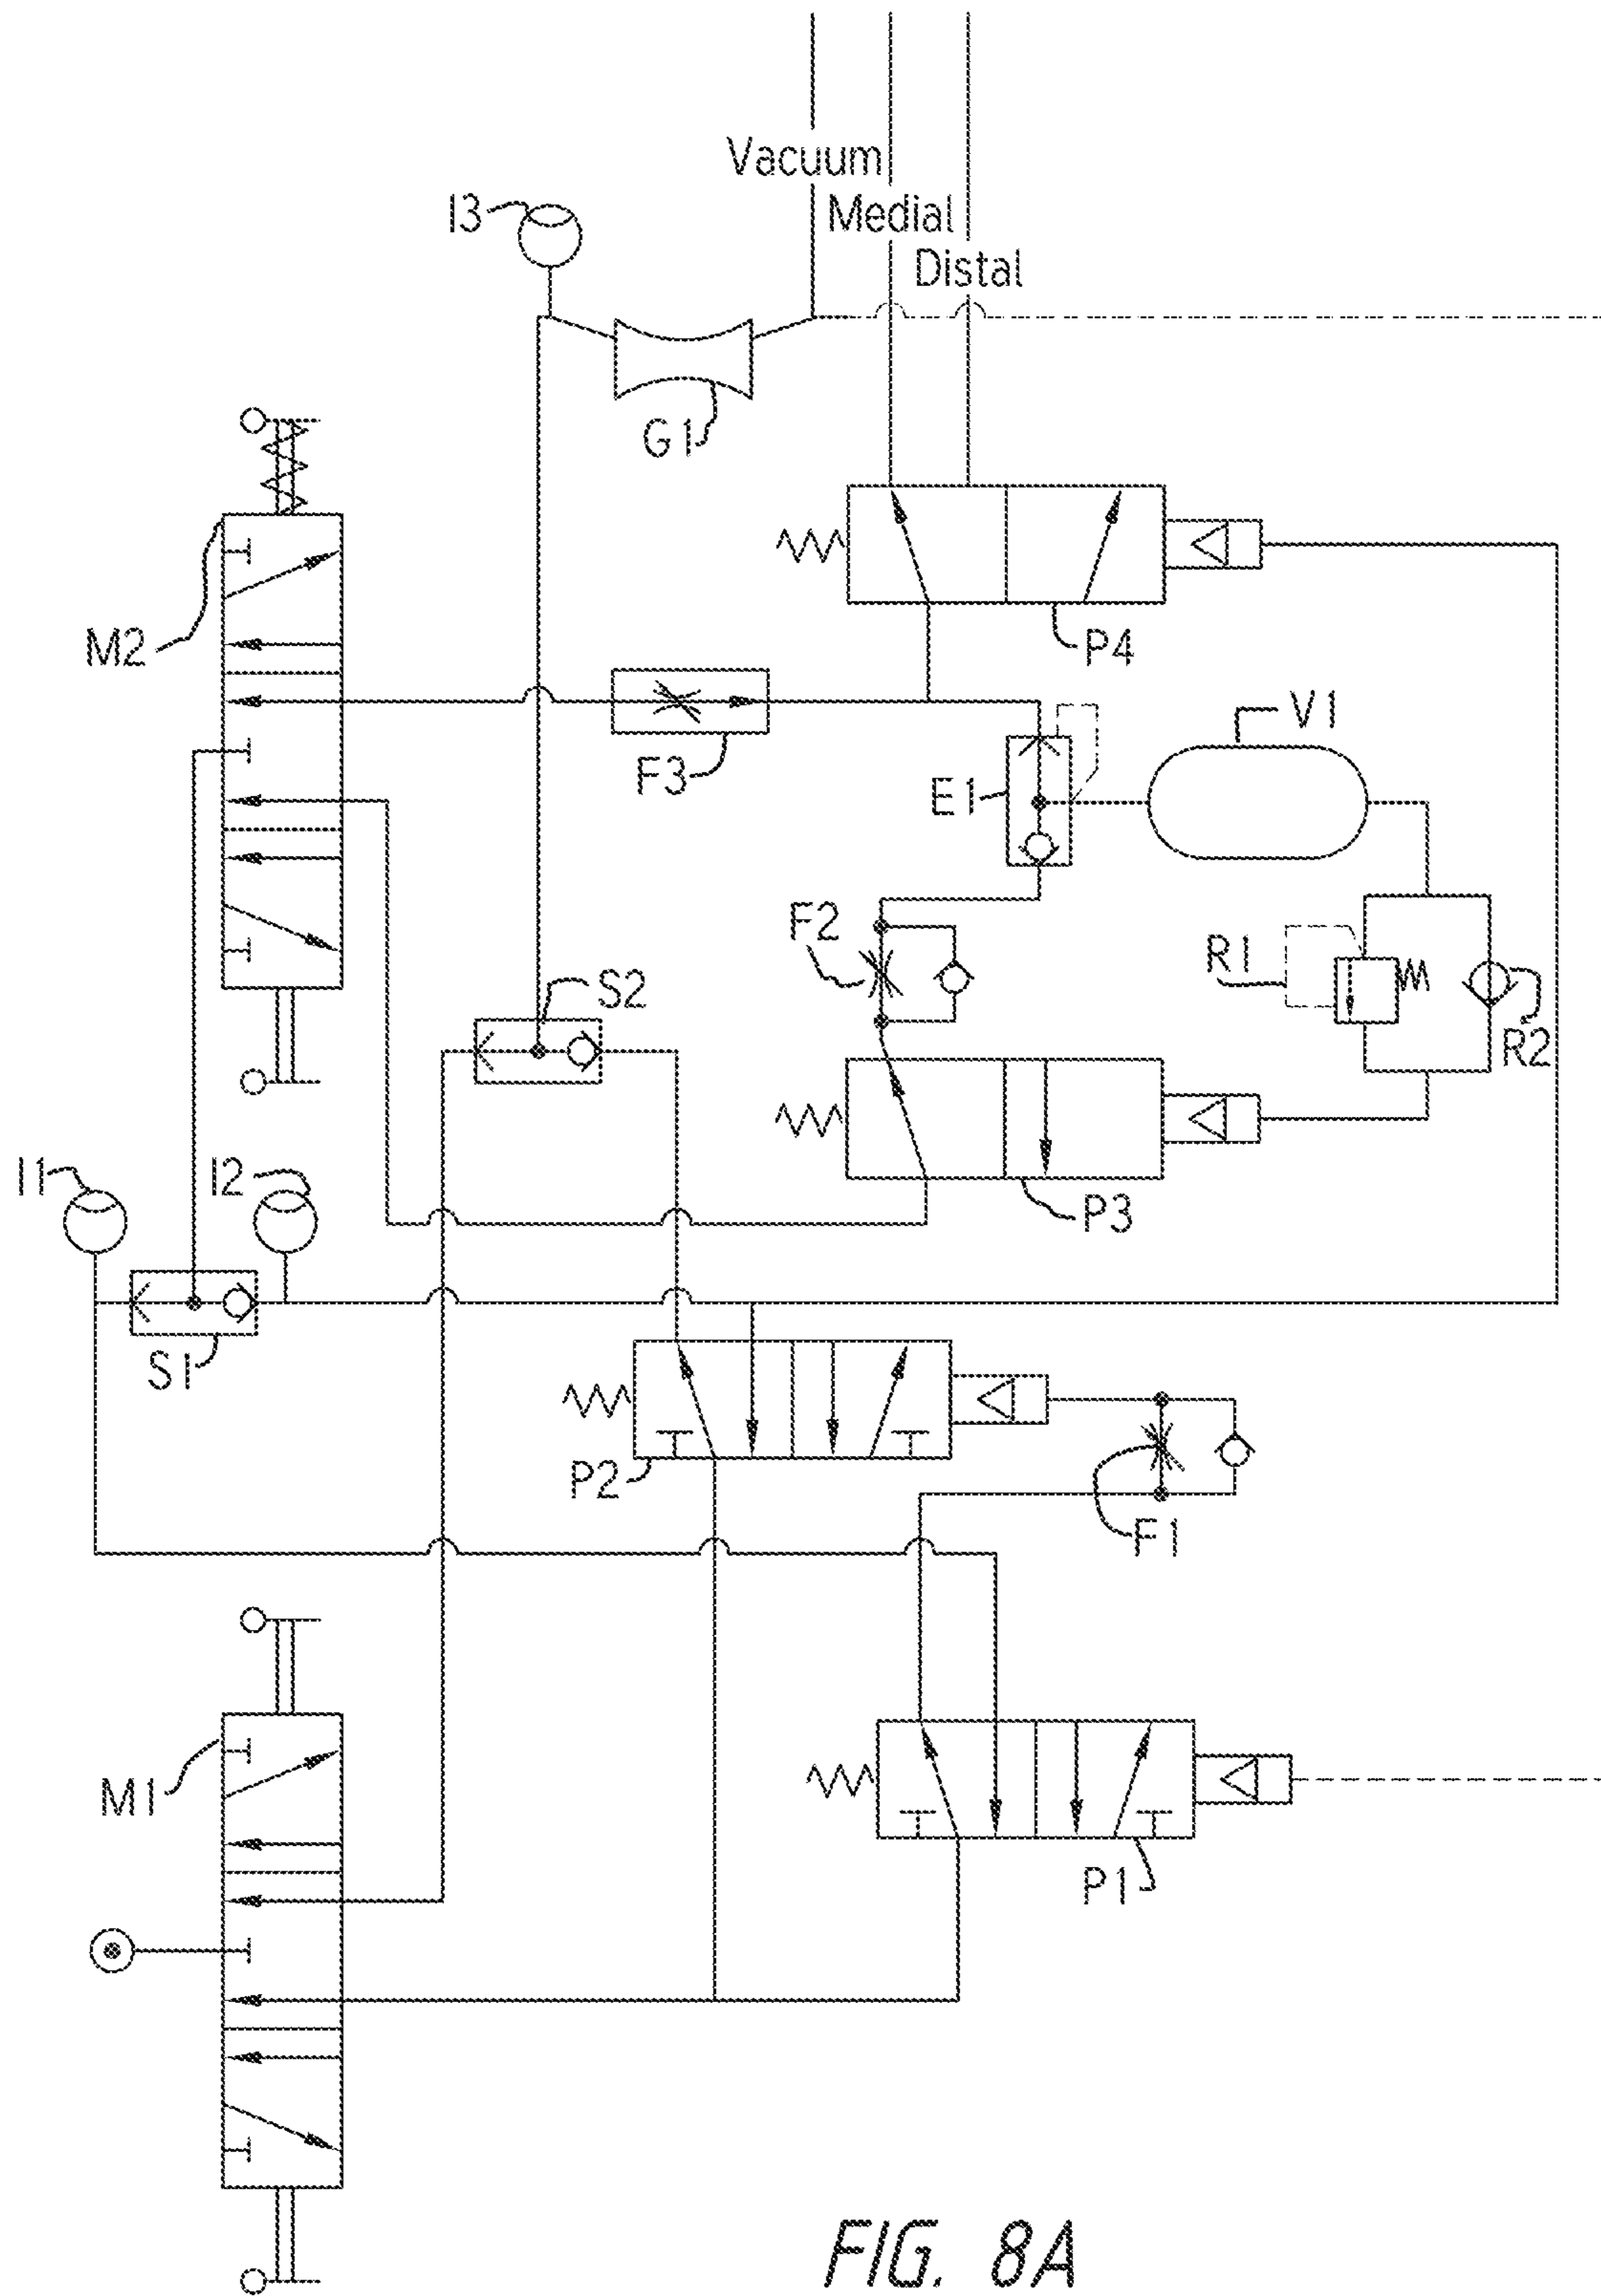 Vacuum
I3
Medial
Distal
G1
M2
P4
V1
F3
E1
F2
R1
S2
R2
I1
I2
P3
S1
P2
F1
M1
P1
FIG. 8A